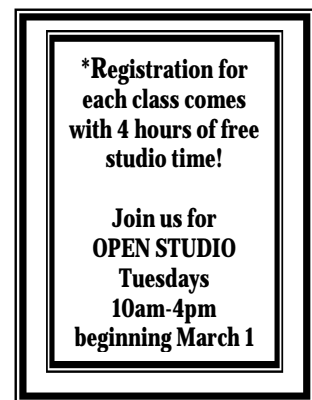 *Registration for
each class comes
with 4 hours of free
studio time!
Join us for
OPEN STUDIO
Tuesdays
10am-4pm
beginning March 1